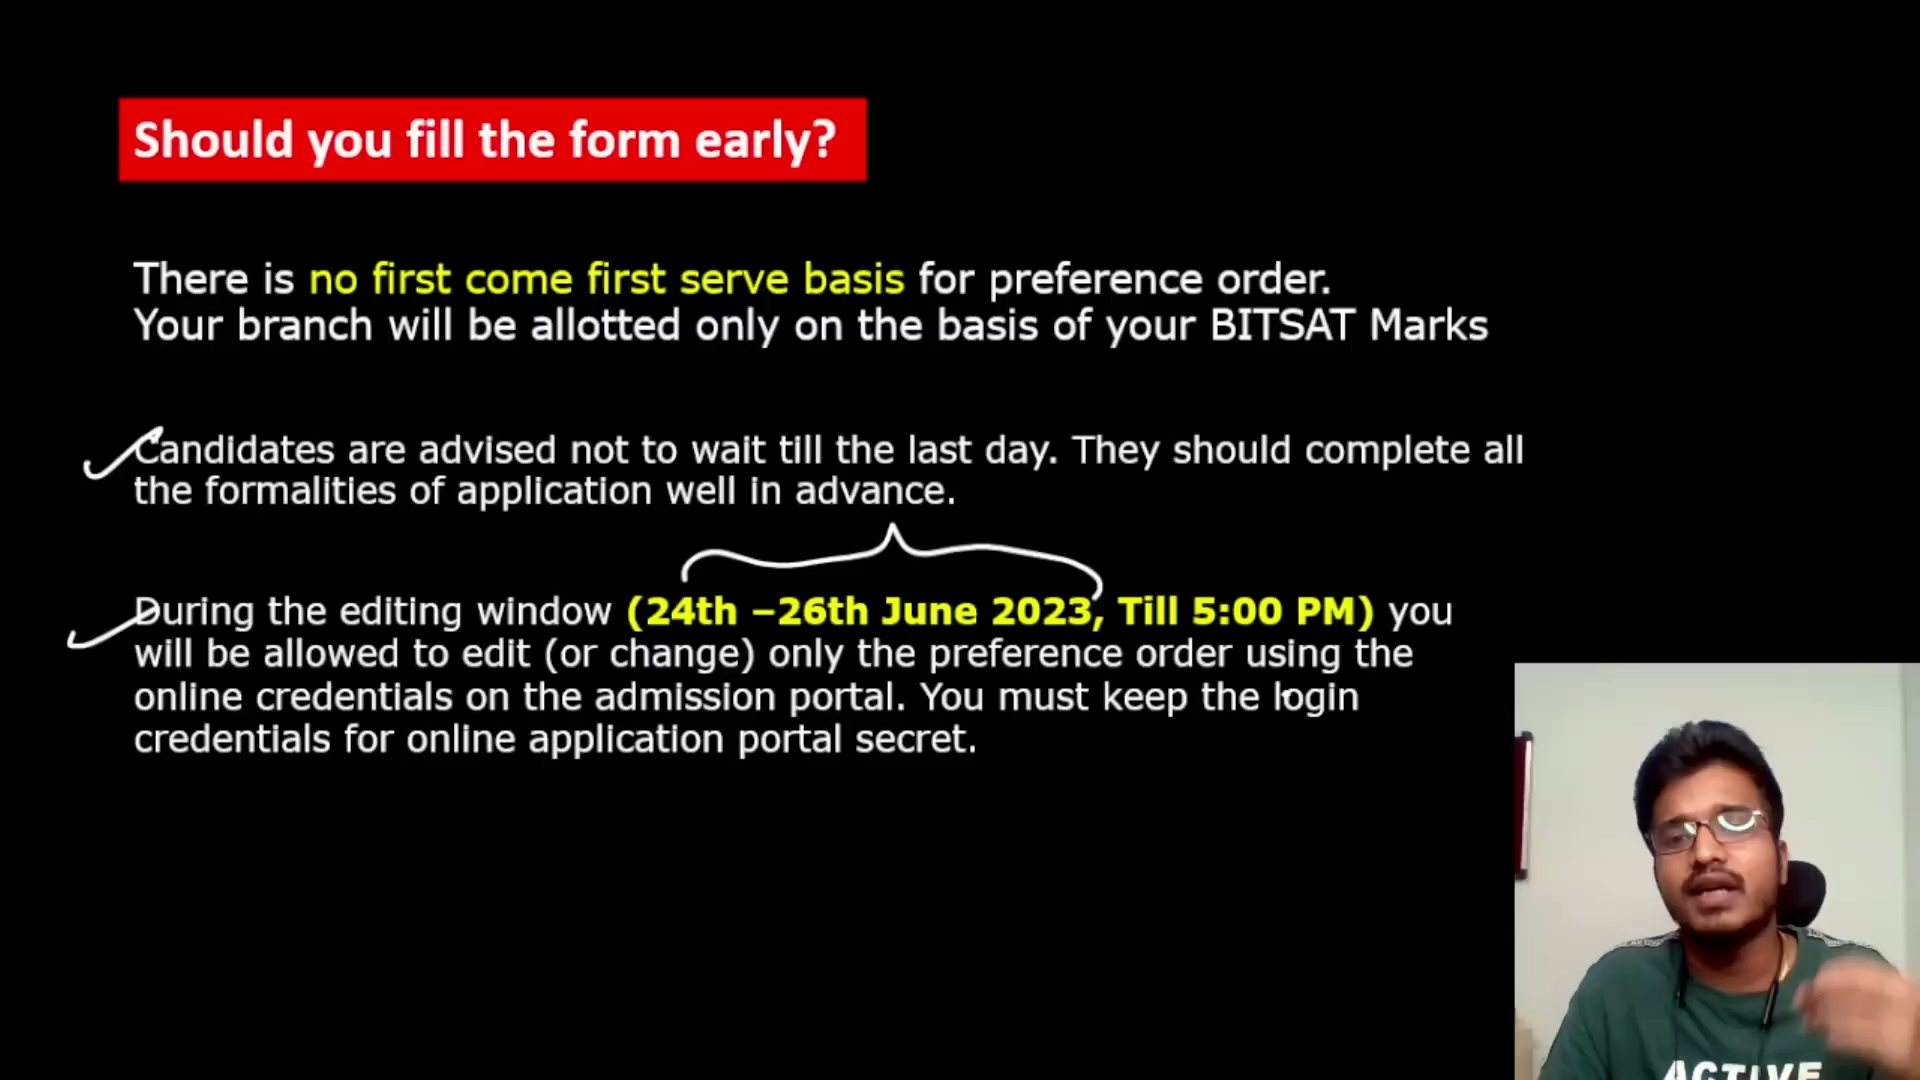 Should you fill the form early?
There is no first come first serve basis for preference order.
Your branch will be allotted only on the basis of your BITSAT Marks
Candidates are advised not to wait till the last day. They should complete all
the formalities of application well in advance.
During the editing window (24th –26th June 2023, Till 5:00 PM) you
will be allowed to edit (or change) only the preference order using the
online credentials on the admission portal. You must keep the login
credentials for online application portal secret.
ACTIVE